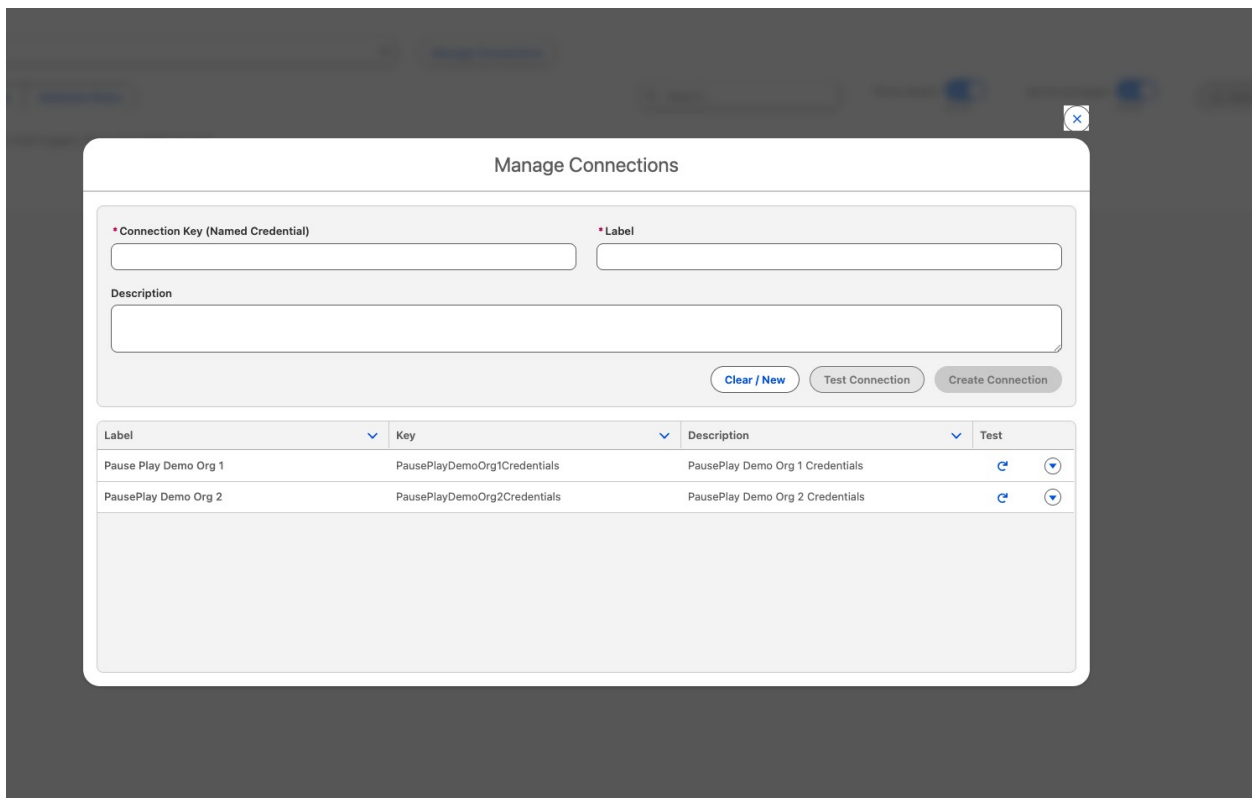 Manage Connections
* Connection Key (Named Credential) * Label
Description
Clear / New Test Connection Create Connection
Label Key Description Test
Pause Play Demo Org 1 PausePlayDemoOrg1Credentials PausePlay Demo Org 1 Credentials
PausePlay Demo Org 2 PausePlayDemoOrg2Credentials PausePlay Demo Org 2 Credentials